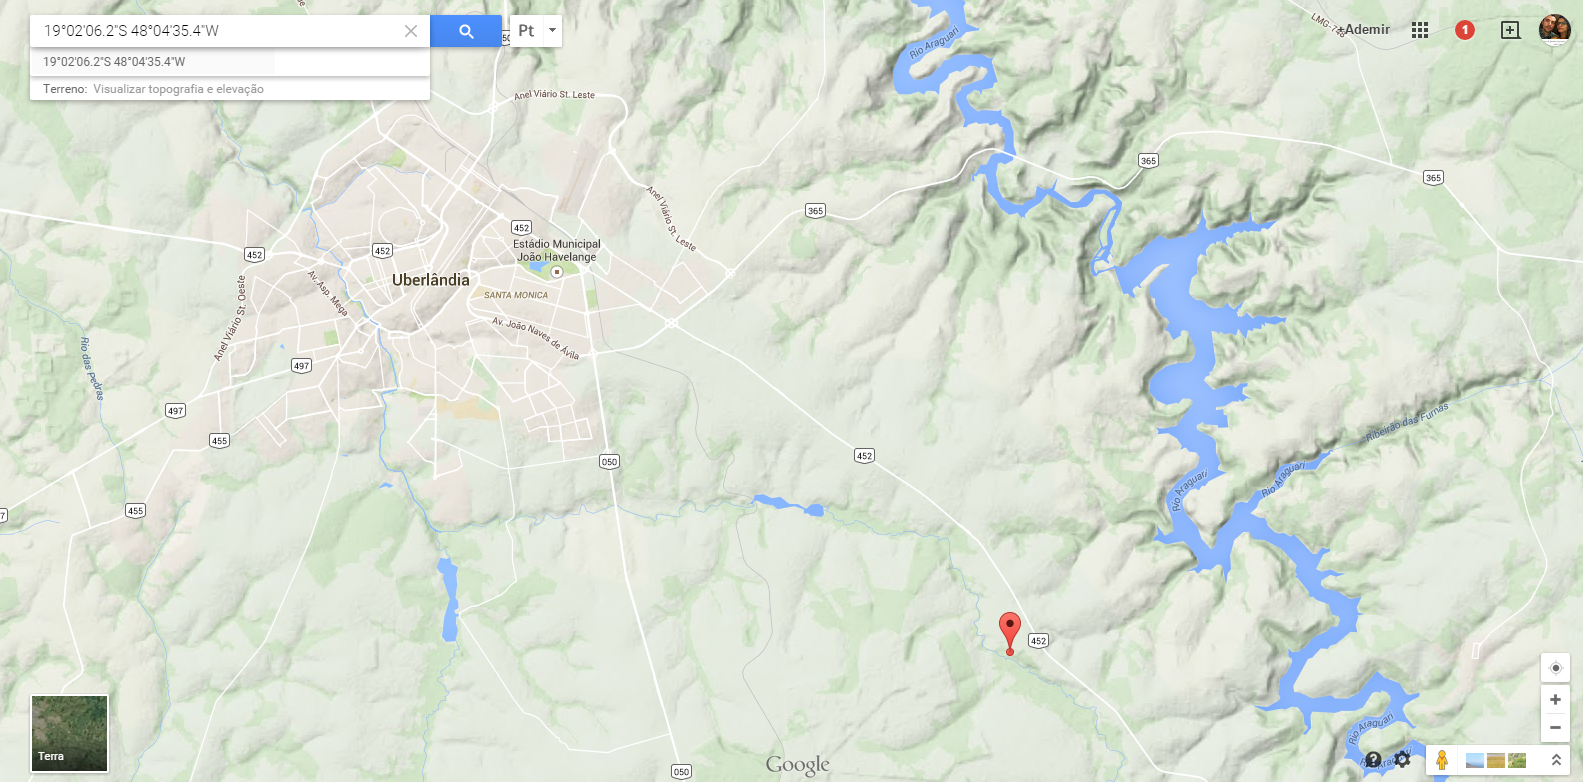 19°02'06.2"S 48°04'35.4"W
Pt
19°02'06.2"S 48°04'35.4"W
Terreno: Visualizar topografia e elevação
+Ademir
1
LMG-748
Rio Araguari
Anel Viário St. Leste
365
365
365
Anel Viário St. Leste
452
452
452
Estádio Municipal
João Havelange
Uberlândia
SANTA MONICA
Av. Asp. Mega
Anel Viário St. Oeste
Av. João Naves de Ávila
Rio das Pedras
497
497
455
455
7
050
452
Ribeirão das Furnas
Rio Araguari
Rio Araguari
452
Rio Araguari
Terra
050
Google